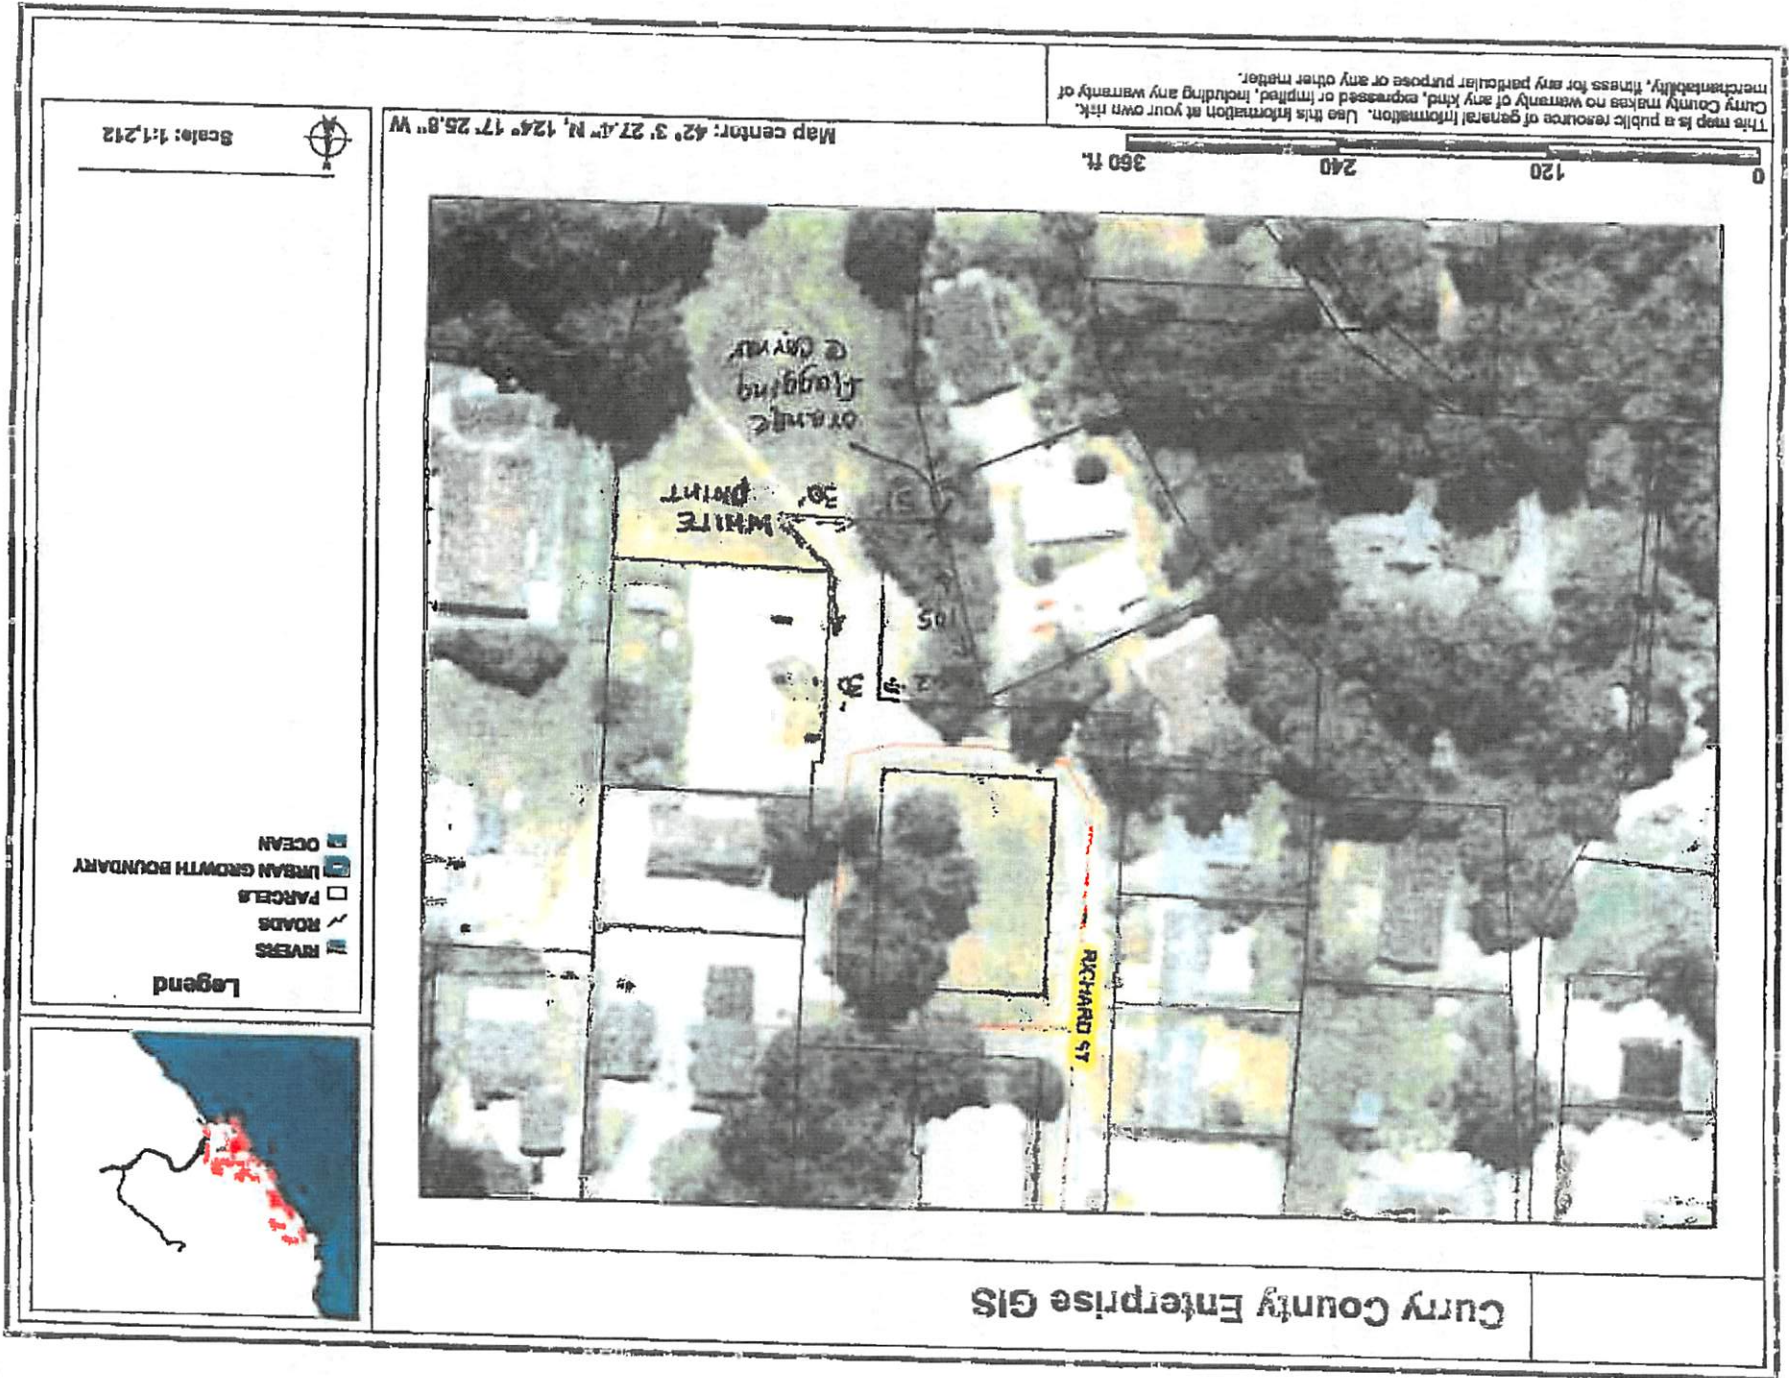 Curry County Enterprise GIS
Legend
RIVERS
ROADS
PARCELS
URBAN GROWTH BOUNDARY
OCEAN
RICHARD ST
30'
105
WHITE
PAINT
30'
orange
flagging
@ Corner
0
120
240
360 ft.
Map center: 42° 3' 27.4" N, 124° 17' 25.8" W
Scale: 1:1,212
This map is a public resource of general information. Use this information at your own risk.
Curry County makes no warranty of any kind, expressed or implied, including any warranty of
merchantability, fitness for any particular purpose or any other matter.